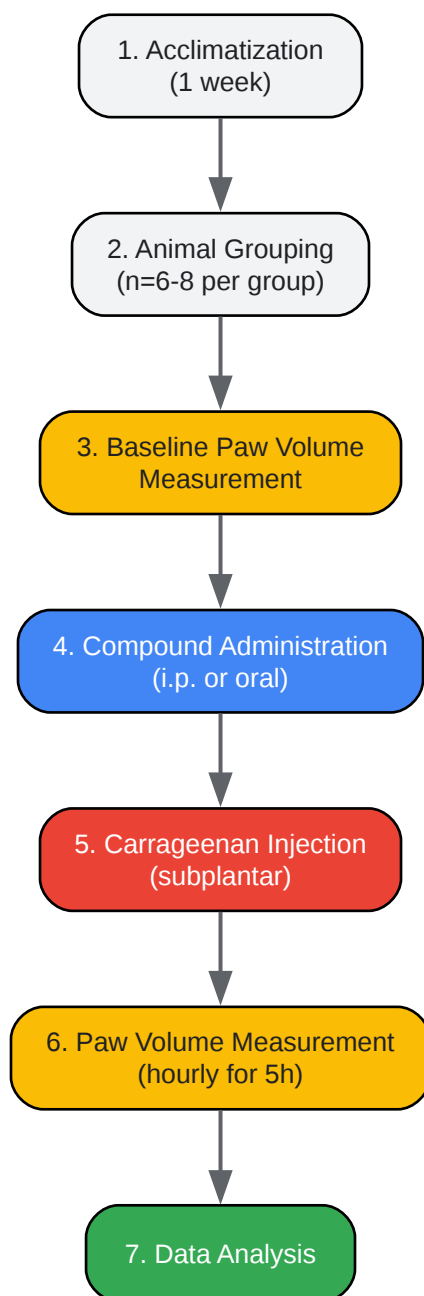 1. Acclimatization
(1 week)
2. Animal Grouping
(n=6-8 per group)
3. Baseline Paw Volume
Measurement
4. Compound Administration
(i.p. or oral)
5. Carrageenan Injection
(subplantar)
6. Paw Volume Measurement
(hourly for 5h)
7. Data Analysis